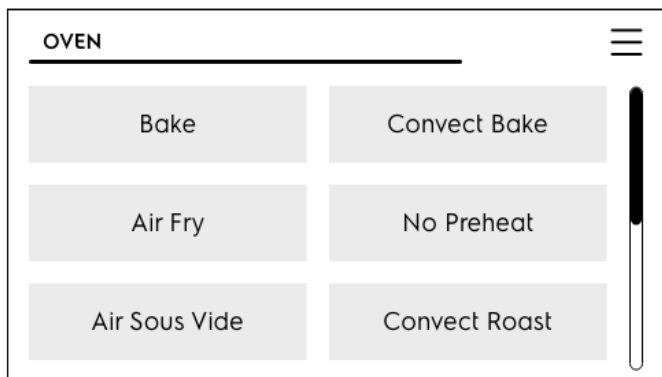 OVEN
Bake
Convect Bake
Air Fry
No Preheat
Air Sous Vide
Convect Roast